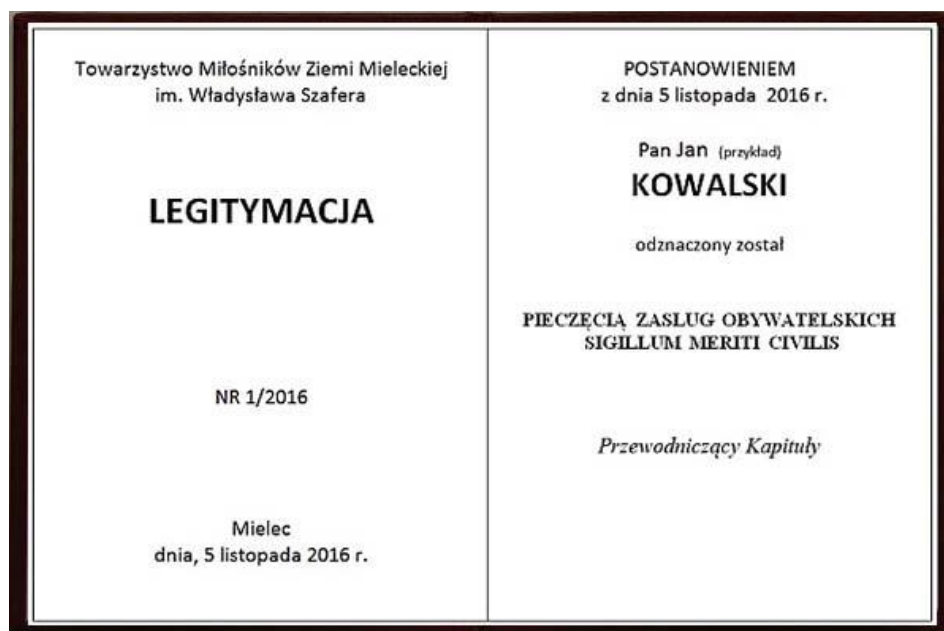 Towarzystwo Miłośników Ziemi Mieleckiej
im. Władysława Szafera
LEGITYMACJA
NR 1/2016
Mielec
dnia, 5 listopada 2016 r.
POSTANOWIENIEM
z dnia 5 listopada 2016 r.
Pan Jan (przykład)
KOWALSKI
odznaczony został
PIECZĘCIĄ ZASLUG OBYWATELSKICH
SIGILLUM MERITI CIVILIS
Przewodniczący Kapituły